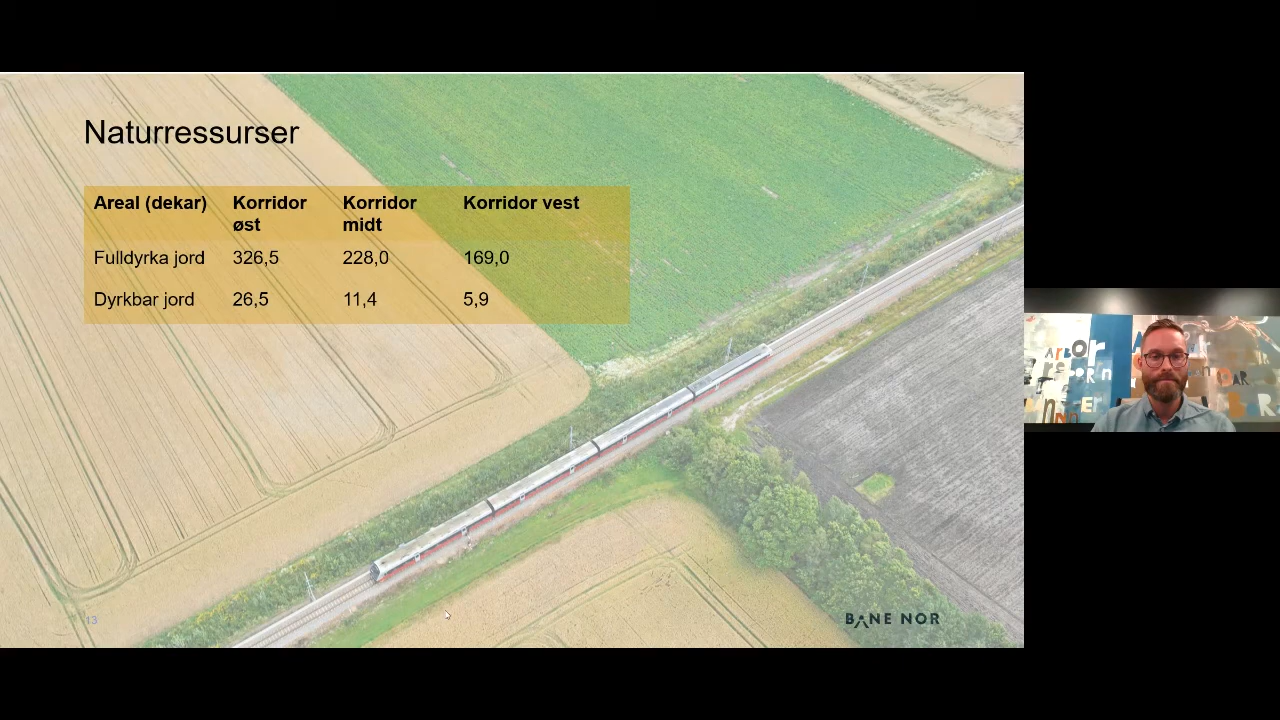 Naturressurser
Areal (dekar) Korridor øst Korridor midt Korridor vest
Fulldyrka jord 326,5 228,0 169,0
Dyrkbar jord 26,5 11,4 5,9
13
BANE NOR